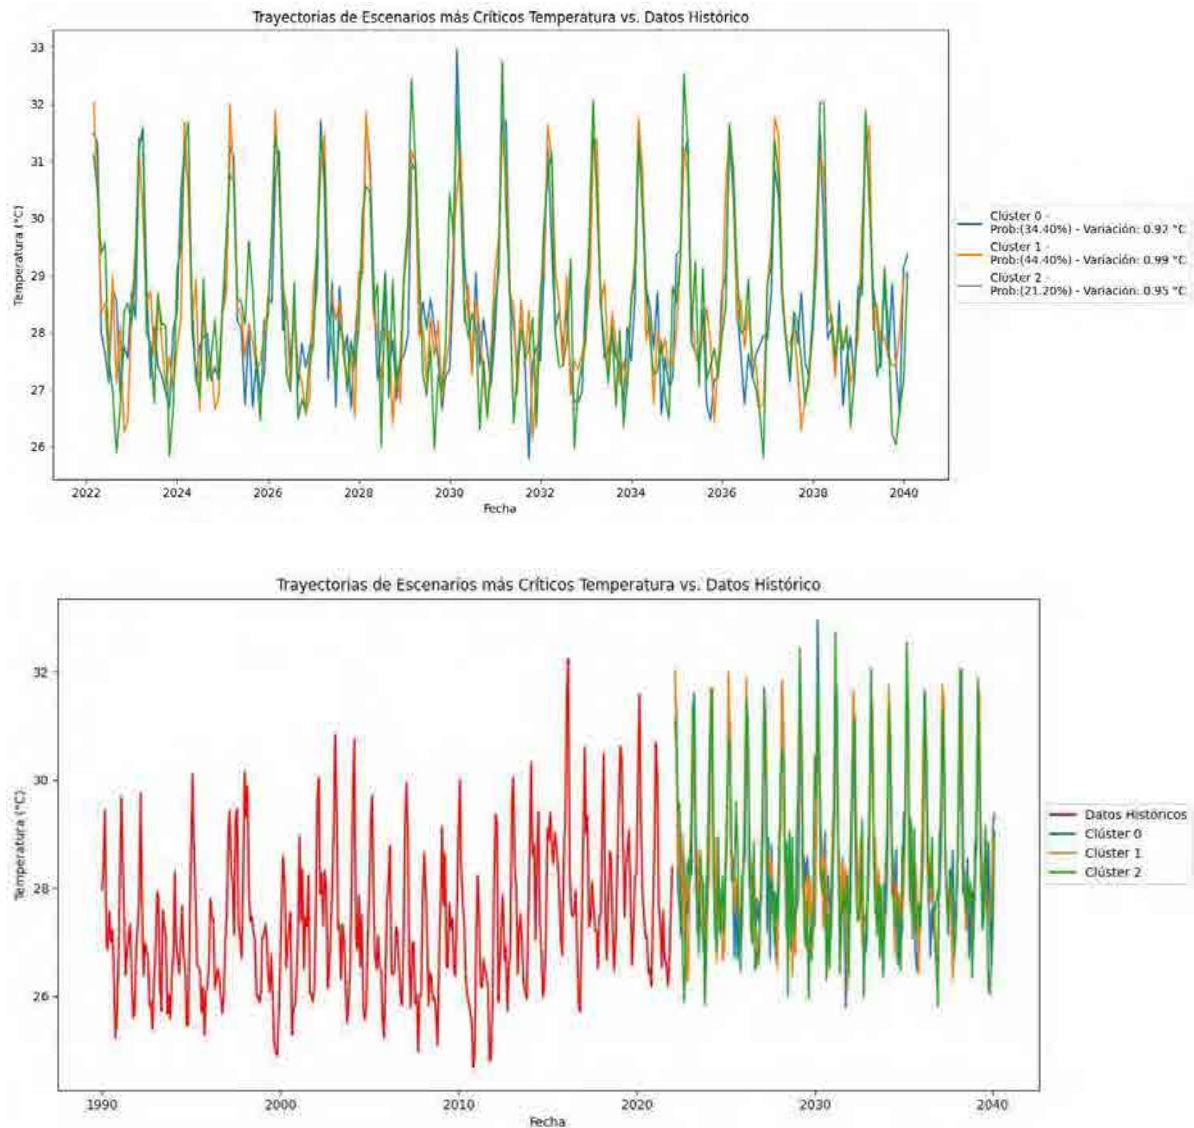 Trayectorias de Escenarios más Críticos Temperatura vs. Datos Histórico
33
32
31
30
29
28
27
26
Temperatura (°C)
2022 2024 2026 2028 2030 2032 2034 2036 2038 2040
Fecha
Clúster 0 -
Prob:(34.40%) - Variación: 0.92 °C
Clúster 1 -
Prob:(44.40%) - Variación: 0.99 °C
Clúster 2 -
Prob:(21.20%) - Variación: 0.95 °C
Trayectorias de Escenarios más Críticos Temperatura vs. Datos Histórico
32
30
28
26
Temperatura (°C)
1990 2000 2010 2020 2030 2040
Fecha
Datos Históricos
Clúster 0
Clúster 1
Clúster 2